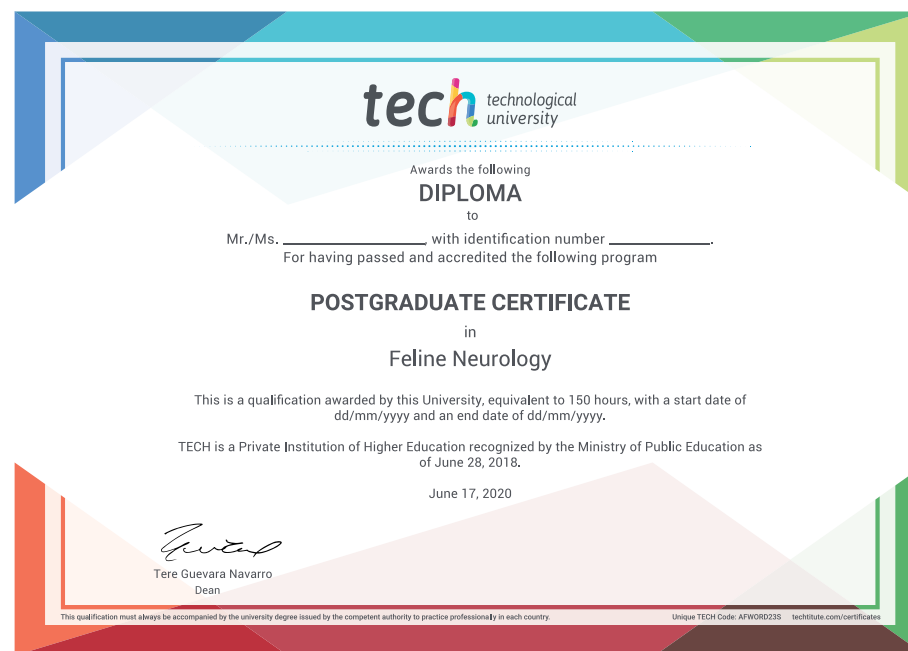 tech technological
university
Awards the following
DIPLOMA
to
Mr./Ms. ____________________, with identification number ______________.
For having passed and accredited the following program
POSTGRADUATE CERTIFICATE
in
Feline Neurology
This is a qualification awarded by this University, equivalent to 150 hours, with a start date of
dd/mm/yyyy and an end date of dd/mm/yyyy.
TECH is a Private Institution of Higher Education recognized by the Ministry of Public Education as
of June 28, 2018.
June 17, 2020
Tere Guevara Navarro
Dean
This qualification must always be accompanied by the university degree issued by the competent authority to practice professionally in each country. Unique TECH Code: AFWORD23S techtitute.com/certificates